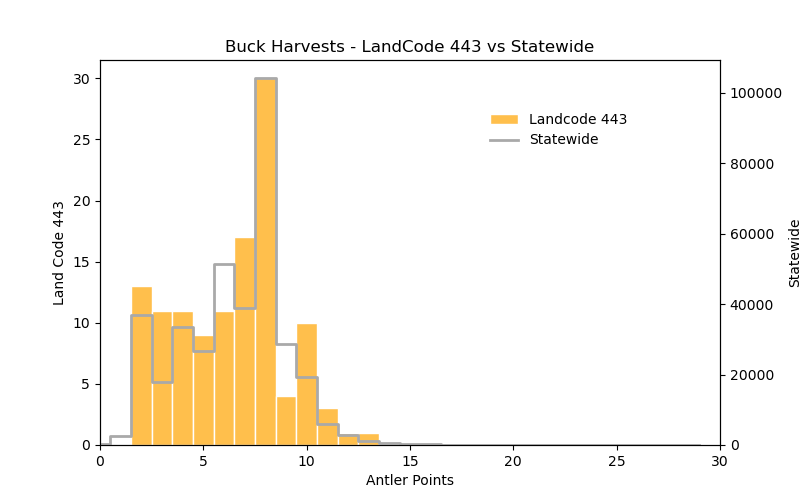 Buck Harvests - LandCode 443 vs Statewide
Landcode 443
Statewide
Land Code 443
30
25
20
15
10
5
0
100000
80000
60000
40000
20000
0
Statewide
0 5 10 15 20 25 30
Antler Points